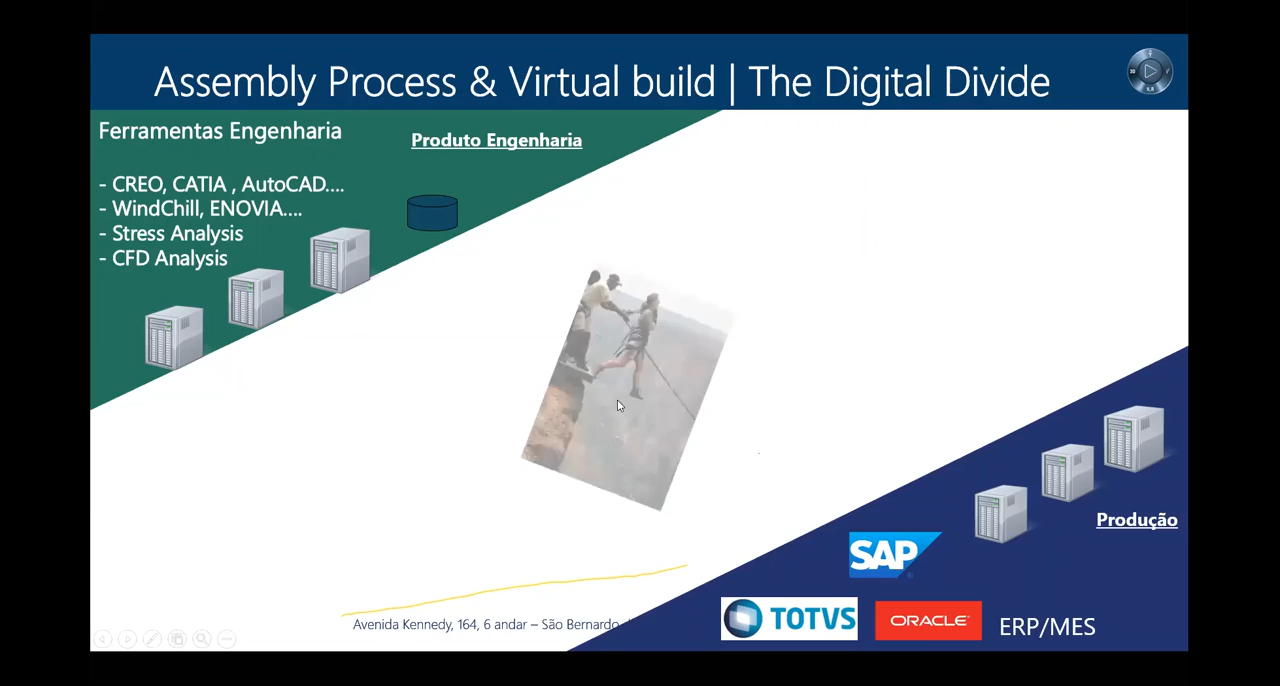 Assembly Process & Virtual build | The Digital Divide
Ferramentas Engenharia
Produto Engenharia
- CREO, CATIA , AutoCAD....
- WindChill, ENOVIA....
- Stress Analysis
- CFD Analysis
Produção
SAP
TOTVS
ORACLE
ERP/MES
Avenida Kennedy, 164, 6 andar – São Bernardo